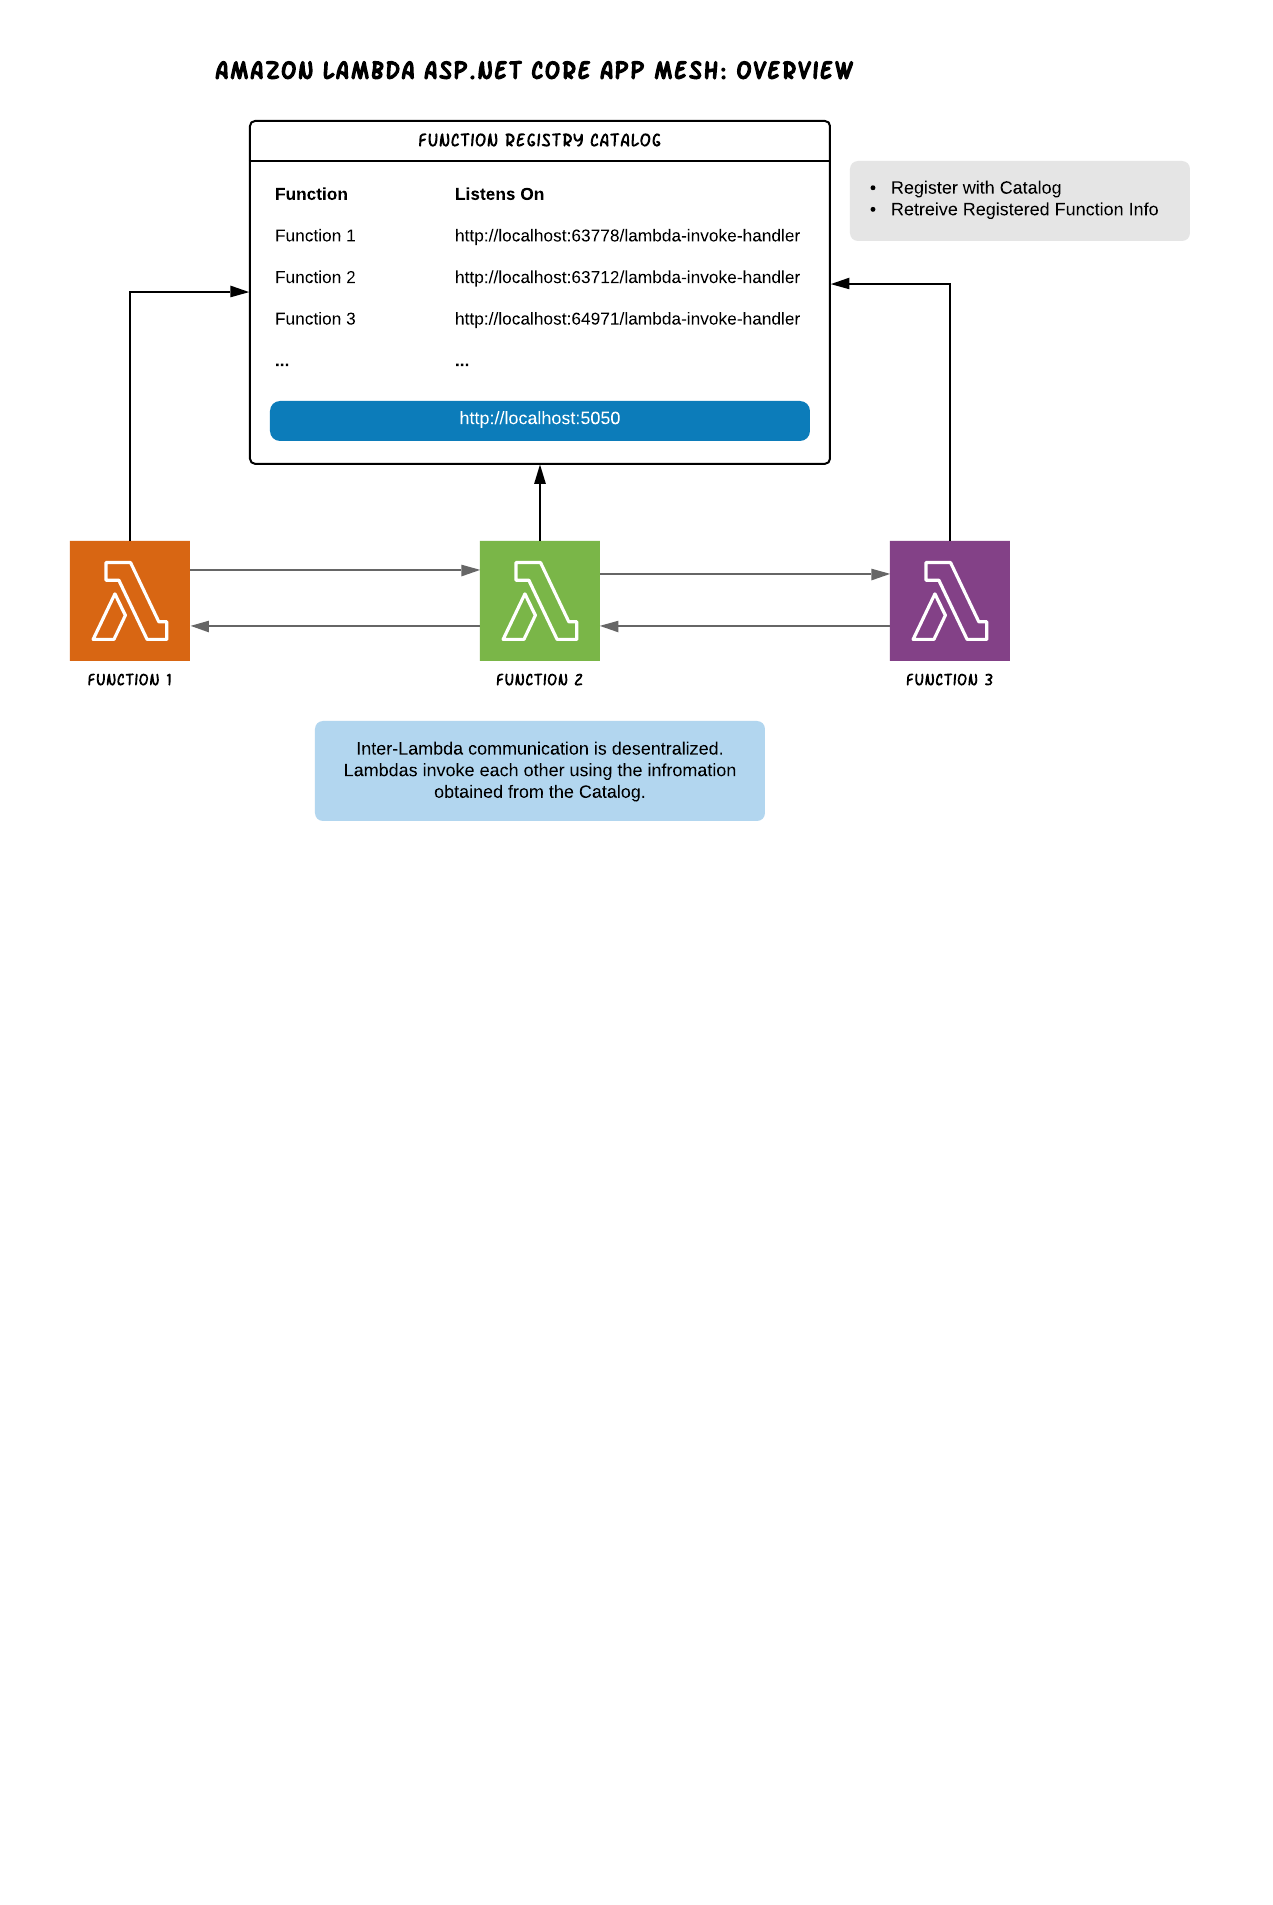 AMAZON LAMBDA ASP.NET CORE APP MESH: OVERVIEW
FUNCTION REGISTRY CATALOG
Function Listens On
Function 1 http://localhost:63778/lambda-invoke-handler
Function 2 http://localhost:63712/lambda-invoke-handler
Function 3 http://localhost:64971/lambda-invoke-handler
... ...
http://localhost:5050
• Register with Catalog
• Retreive Registered Function Info
FUNCTION 1
FUNCTION 2
FUNCTION 3
Inter-Lambda communication is desentralized.
Lambdas invoke each other using the infromation
obtained from the Catalog.